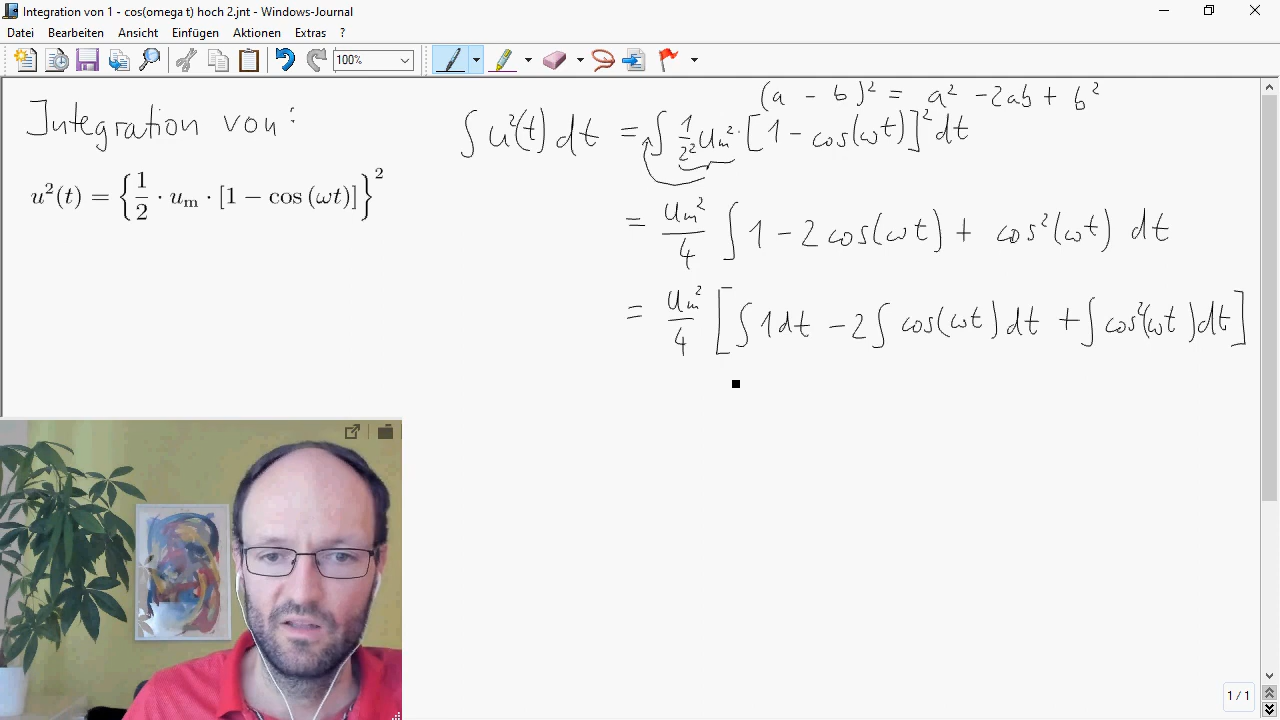 Integration von 1 - cos(omega t) hoch 2.jnt - Windows-Journal
Datei Bearbeiten Ansicht Einfügen Aktionen Extras ?
100%
Integration von:
u²(t) = {1/2 · u_m · [1 − cos (ωt)]}²
(a - b)² = a² - 2ab + b²
∫ u²(t) dt = ∫ 1/2² u_m² · [1 - cos(ωt)]² dt
= u_m²/4 ∫ 1 - 2 cos(ωt) + cos²(ωt) dt
= u_m²/4 [∫ 1 dt - 2 ∫ cos(ωt) dt + ∫ cos²(ωt) dt]
1 / 1